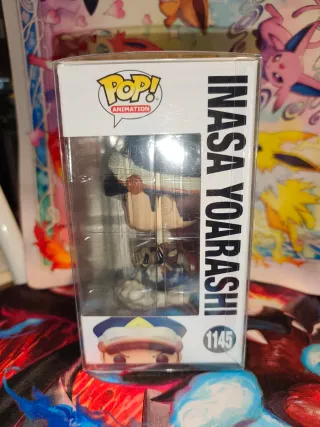 POP!
ANIMATION
INASA YOARASHI
1145